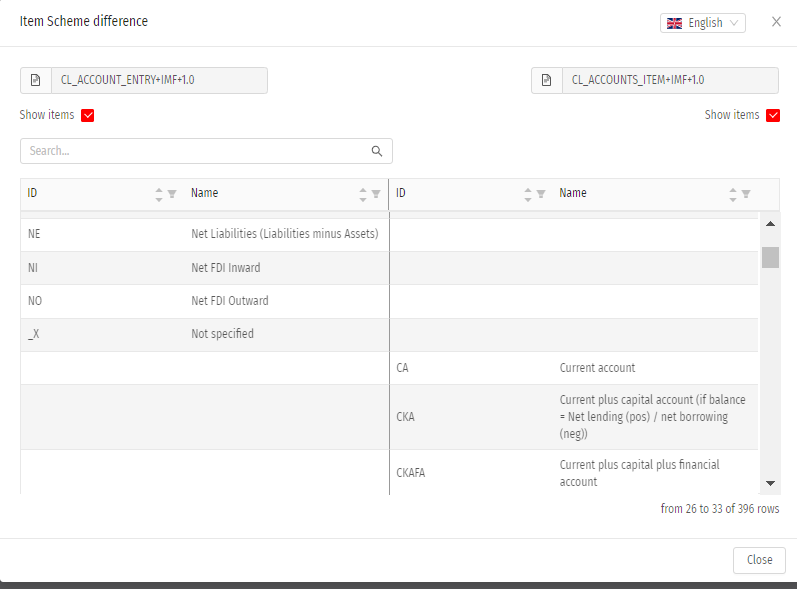 Item Scheme difference
English
CL_ACCOUNT_ENTRY+IMF+1.0
CL_ACCOUNTS_ITEM+IMF+1.0
Show items
Show items
Search...
ID Name ID Name
NE Net Liabilities (Liabilities minus Assets)
NI Net FDI Inward
NO Net FDI Outward
_X Not specified
CA Current account
CKA
Current plus capital account (if balance
= Net lending (pos) / net borrowing
(neg))
CKAFA
Current plus capital plus financial
account
from 26 to 33 of 396 rows
Close